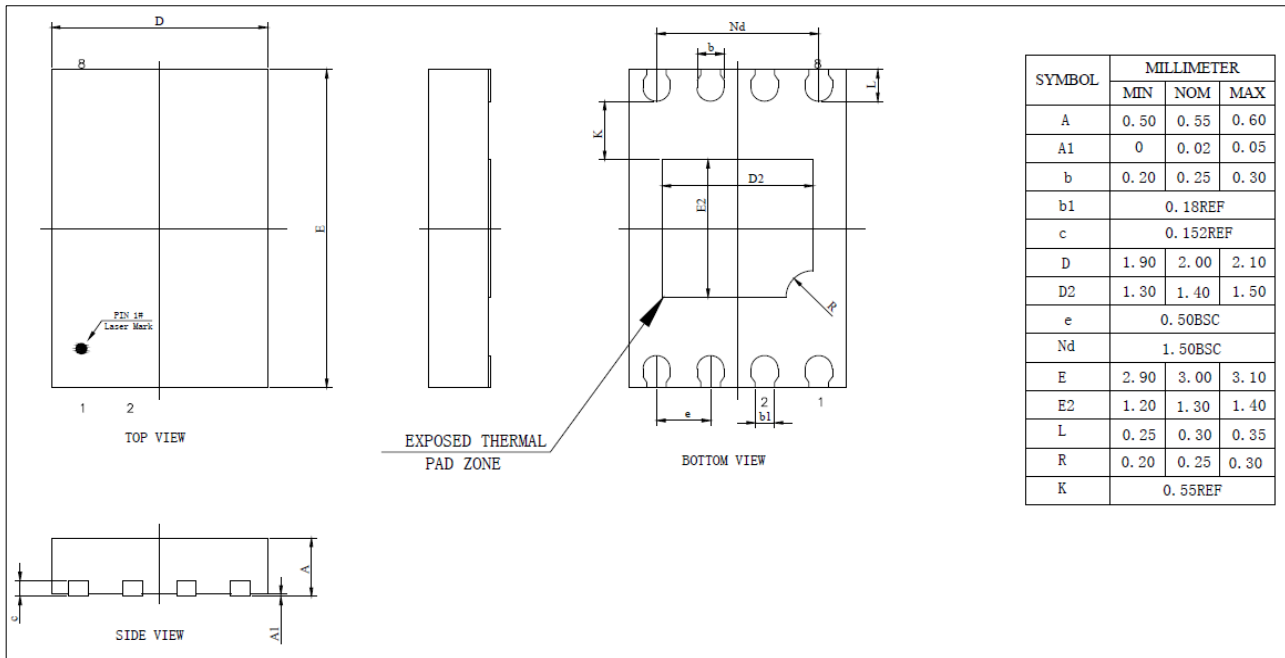 D
8
PIN 1#
Laser Mark
E
1 2
TOP VIEW
Nd
b
8
L
K
D2
E2
R
e
2
b1
1
EXPOSED THERMAL
PAD ZONE
BOTTOM VIEW
A
c
A1
SIDE VIEW
SYMBOL MILLIMETER
MIN NOM MAX
A 0.50 0.55 0.60
A1 0 0.02 0.05
b 0.20 0.25 0.30
b1 0.18REF
c 0.152REF
D 1.90 2.00 2.10
D2 1.30 1.40 1.50
e 0.50BSC
Nd 1.50BSC
E 2.90 3.00 3.10
E2 1.20 1.30 1.40
L 0.25 0.30 0.35
R 0.20 0.25 0.30
K 0.55REF